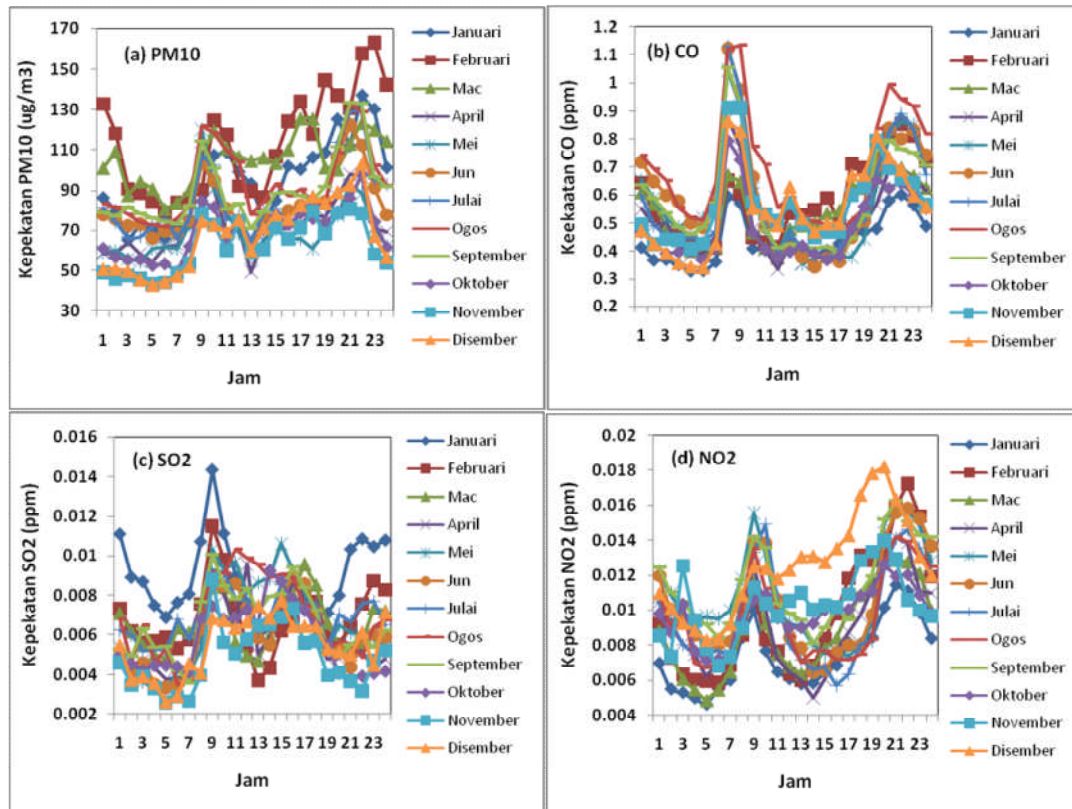 (a) PM10
Kepekatan PM10 (ug/m3)
170
150
130
110
90
70
50
30
1 3 5 7 9 11 13 15 17 19 21 23
Jam
Januari
Februari
Mac
April
Mei
Jun
Julai
Ogos
September
Oktober
November
Disember
(b) CO
Keekaatan CO (ppm)
1.2
1.1
1
0.9
0.8
0.7
0.6
0.5
0.4
0.3
0.2
1 3 5 7 9 11 13 15 17 19 21 23
Jam
Januari
Februari
Mac
April
Mei
Jun
Julai
Ogos
September
Oktober
November
Disember
(c) SO2
Kepekatan SO2 (ppm)
0.016
0.014
0.012
0.01
0.008
0.006
0.004
0.002
1 3 5 7 9 11 13 15 17 19 21 23
Jam
Januari
Februari
Mac
April
Mei
Jun
Julai
Ogos
September
Oktober
November
Disember
(d) NO2
Kepekatan NO2 (ppm)
0.02
0.018
0.016
0.014
0.012
0.01
0.008
0.006
0.004
1 3 5 7 9 11 13 15 17 19 21 23
Jam
Januari
Februari
Mac
April
Mei
Jun
Julai
Ogos
September
Oktober
November
Disember